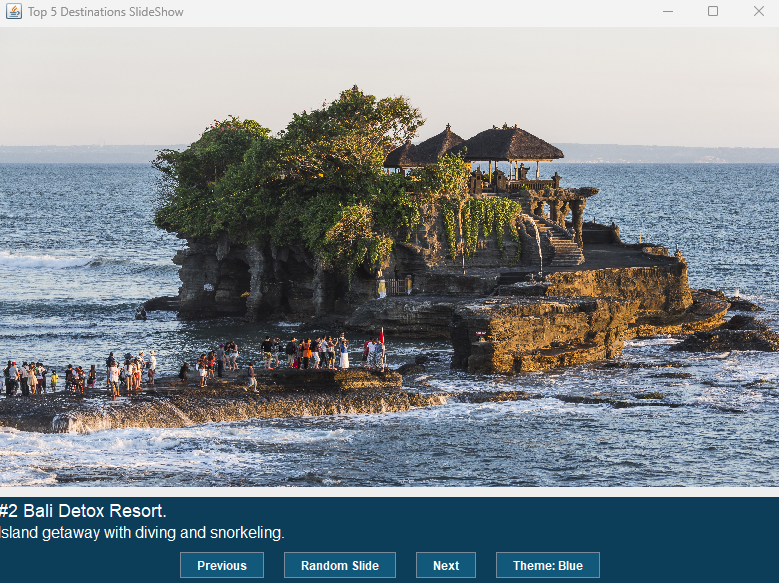 Top 5 Destinations SlideShow
#2 Bali Detox Resort.
Island getaway with diving and snorkeling.
Previous Random Slide Next Theme: Blue